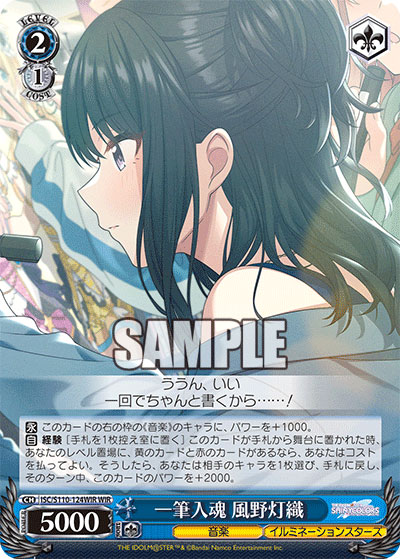 LEVEL
2
1
COST
SAMPLE
ううん、いい
一回でちゃんと書くから……！
永 このカードの右の枠の《音楽》のキャラに、パワーを+1000。
自 経験 ［手札を1枚控え室に置く］ このカードが手札から舞台に置かれた時、
あなたのレベル置場に、黄のカードと赤のカードがあるなら、あなたはコスト
を払ってよい。そうしたら、あなたは相手のキャラを1枚選び、手札に戻し、
そのターン中、このカードのパワーを+2000。
CH ISC/S110-124WIR WIR
SHINYCOLORS
POWER
5000
一筆入魂 風野灯織
音楽
イルミネーションスターズ
THE IDOLM@STER™ & ©Bandai Namco Entertainment Inc.